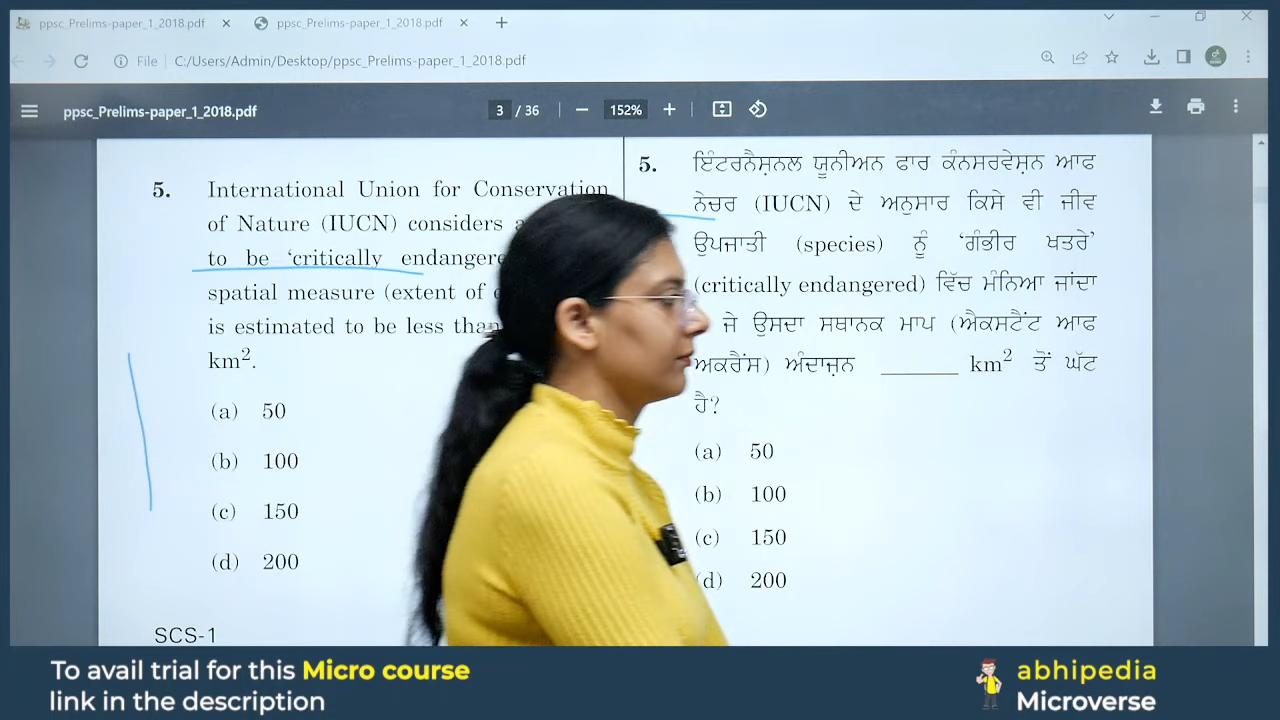 ppsc_Prelims-paper_1_2018.pdf
ppsc_Prelims-paper_1_2018.pdf
File C:/Users/Admin/Desktop/ppsc_Prelims-paper_1_2018.pdf
ppsc_Prelims-paper_1_2018.pdf
3 / 36
152%
5. International Union for Conservation
of Nature (IUCN) considers
to be ‘critically
spatial measure (extent of
is estimated to be less than
km².
(a) 50
(b) 100
(c) 150
(d) 200
SCS-1
5. ਇੰਟਰਨੈਸ਼ਨਲ ਯੂਨੀਅਨ ਫਾਰ ਕੰਨਸਰਵੇਸ਼ਨ ਆਫ
ਨੇਚਰ (IUCN) ਦੇ ਅਨੁਸਾਰ ਕਿਸੇ ਵੀ ਜੀਵ
ਉਪਜਾਤੀ (species) ਨੂੰ ‘ਗੰਭੀਰ ਖਤਰੇ’
(critically endangered) ਵਿੱਚ ਮੰਨਿਆ ਜਾਂਦਾ
ਜੇ ਉਸਦਾ ਸਥਾਨਕ ਮਾਪ (ਐਕਸਟੈਂਟ ਆਫ
ਅਕਰੈਂਸ) ਅੰਦਾਜ਼ਨ ______ km² ਤੋਂ ਘੱਟ
ਹੈ?
(a) 50
(b) 100
(c) 150
(d) 200
To avail trial for this Micro course
link in the description
abhipedia
Microverse